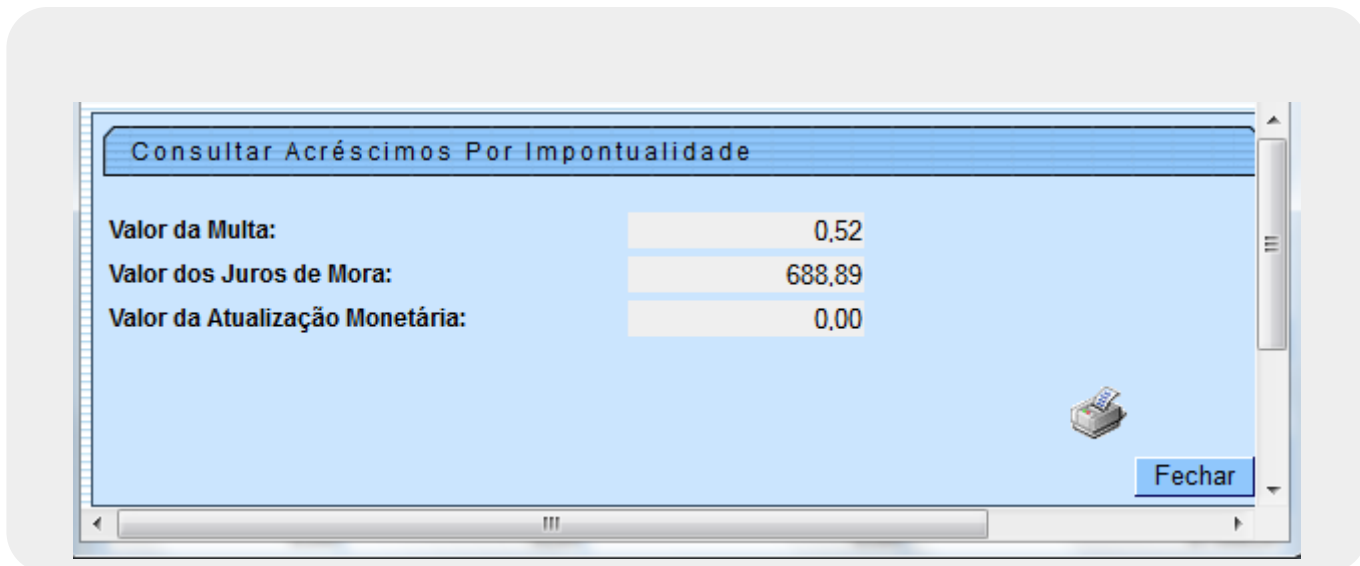 Consultar Acréscimos Por Impontualidade
Valor da Multa: 0,52
Valor dos Juros de Mora: 688,89
Valor da Atualização Monetária: 0,00
Fechar